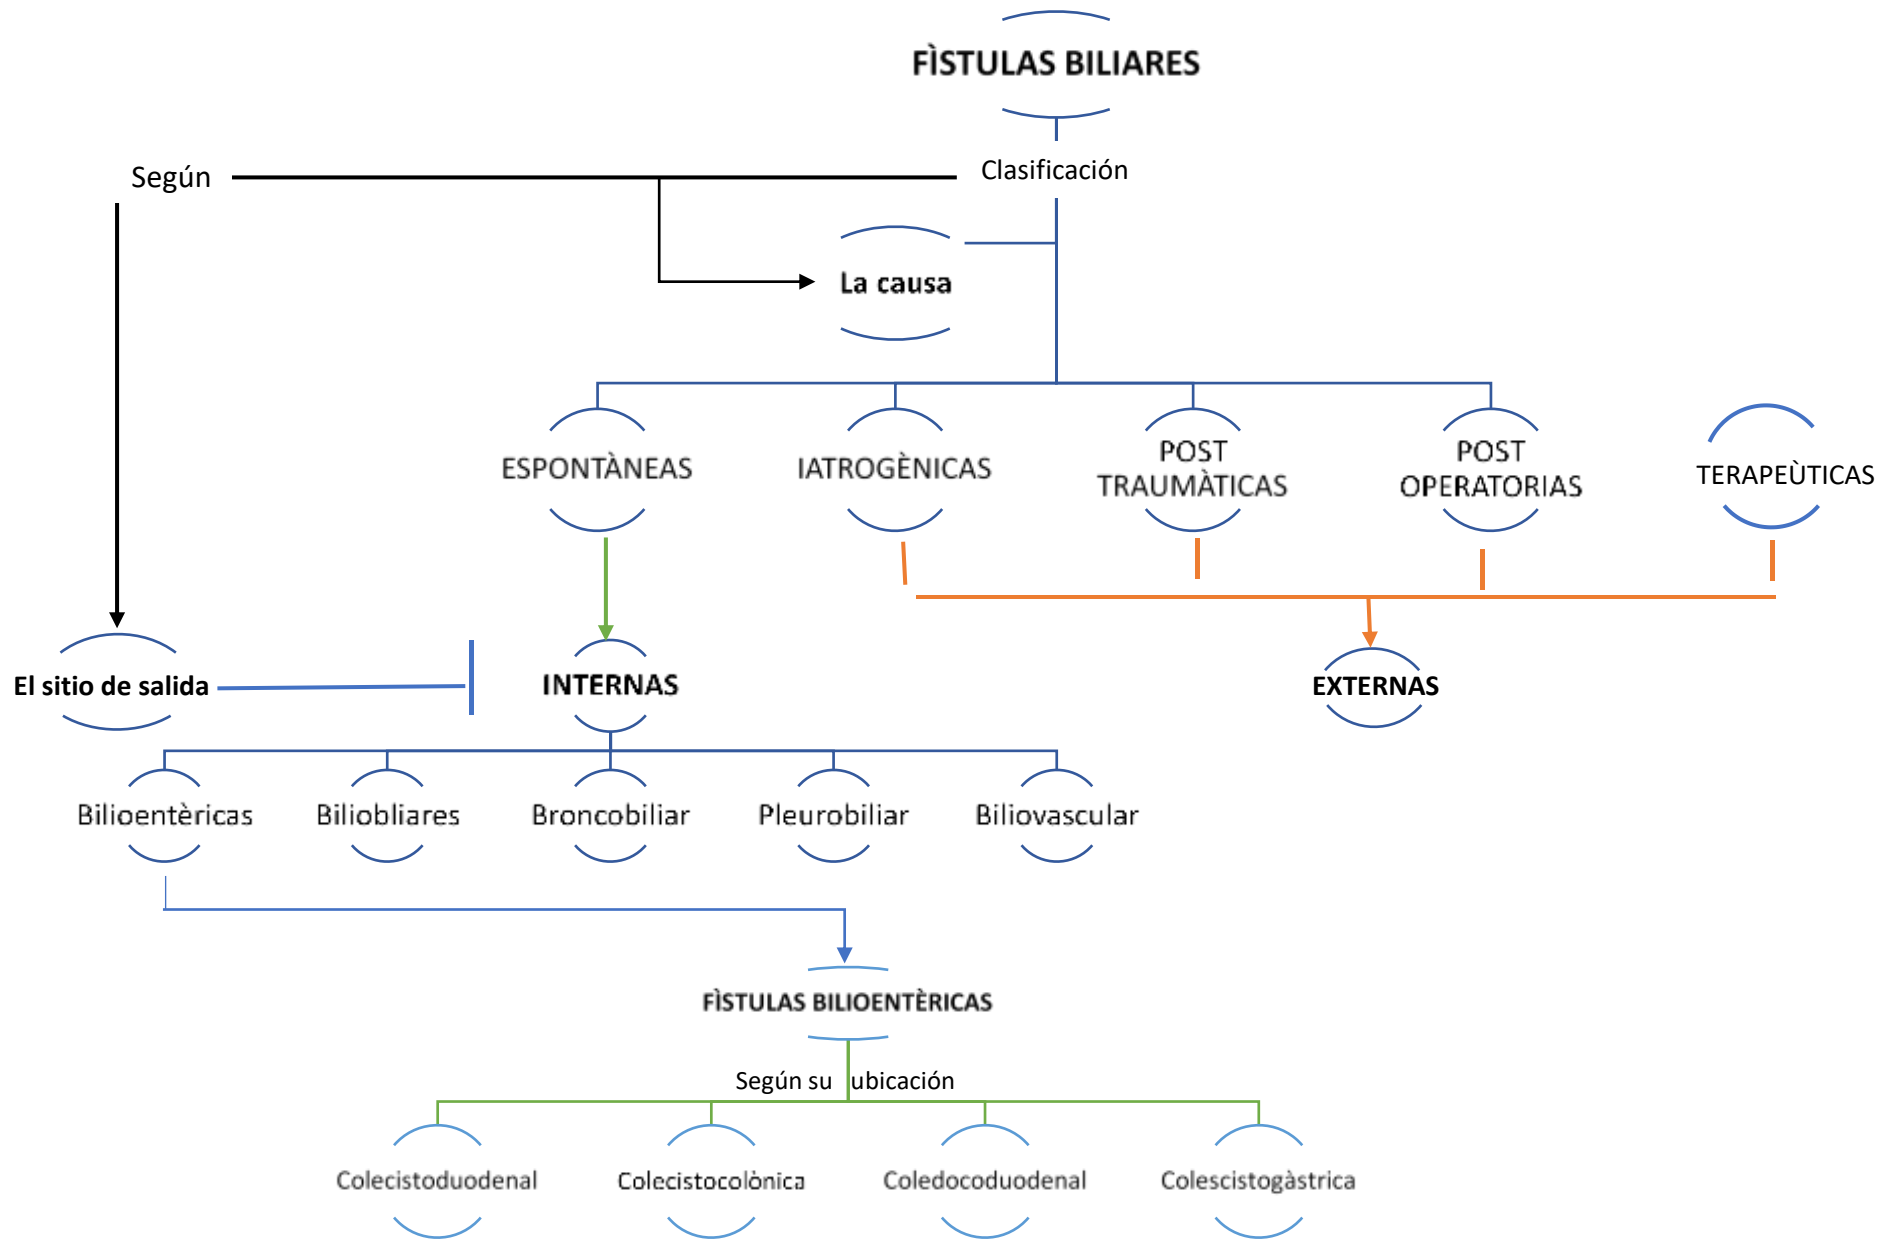 FÌSTULAS BILIARES
Según
Clasificación
La causa
ESPONTÀNEAS
IATROGÈNICAS
POST
TRAUMÀTICAS
POST
OPERATORIAS
TERAPEÙTICAS
El sitio de salida
INTERNAS
EXTERNAS
Bilioentèricas
Biliobliares
Broncobiliar
Pleurobiliar
Biliovascular
FÌSTULAS BILIOENTÈRICAS
Según su ubicación
Colecistoduodenal
Colecistocolònica
Coledocoduodenal
Colescistogàstrica